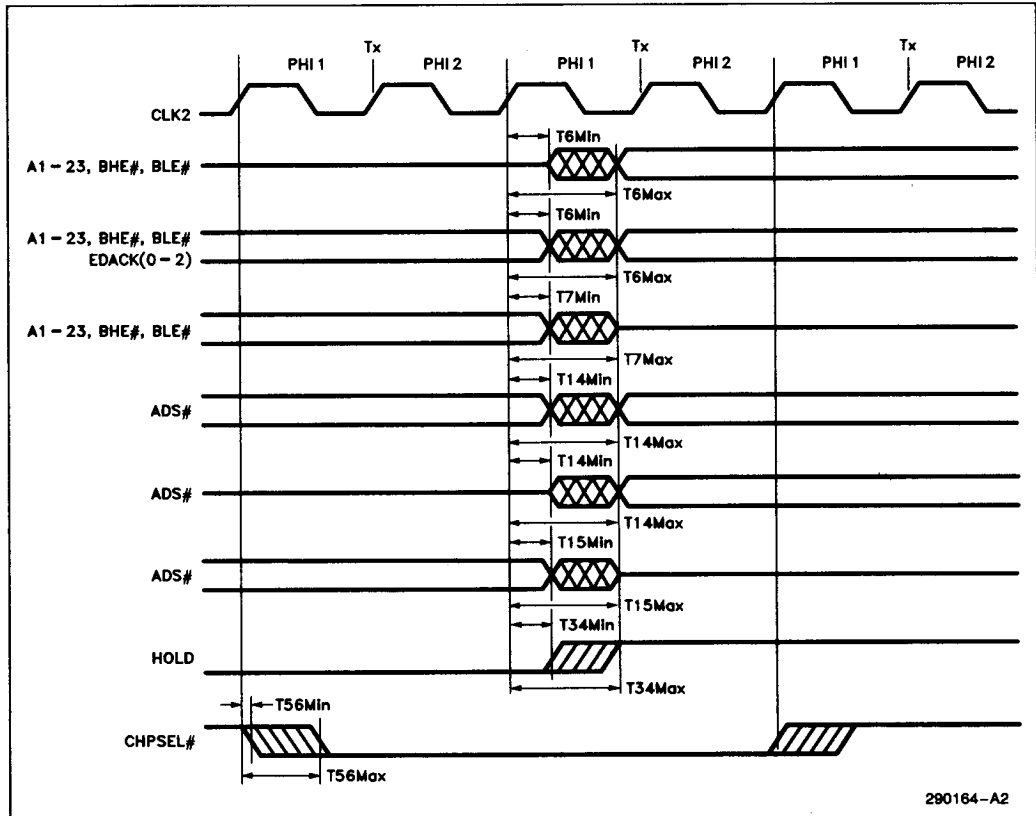 Tx Tx Tx
PHI 1 PHI 2 PHI 1 PHI 2 PHI 1 PHI 2
CLK2
T6Min
A1-23, BHE#, BLE#
T6Max
T6Min
A1-23, BHE#, BLE#
EDACK(0-2)
T6Max
T7Min
A1-23, BHE#, BLE#
T7Max
T14Min
ADS#
T14Max
T14Min
ADS#
T14Max
T15Min
ADS#
T15Max
T34Min
HOLD
T34Max
T56Min
CHPSEL#
T56Max
290164-A2